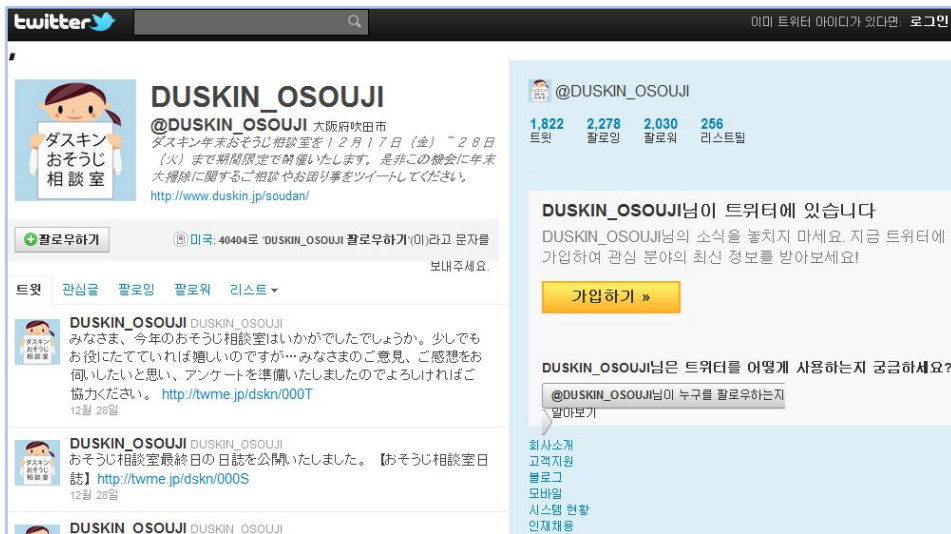 twitter
이미 트위터 아이디가 있다면: 로그인
ダスキン
おそうじ
相談室
DUSKIN_OSOUJI
@DUSKIN_OSOUJI 大阪府吹田市
ダスキン年末おそうじ相談室を12月17日（金）~28日
（火）まで期間限定で開催いたします。是非この機会に年末
大掃除に関するご相談やお困り事をツイートしてください。
http://www.duskin.jp/soudan/
팔로우하기
미국: 40404로 'DUSKIN_OSOUJI 팔로우하기'(이)라고 문자를
보내주세요.
트윗 관심글 팔로잉 팔로워 리스트
DUSKIN_OSOUJI DUSKIN_OSOUJI
みなさま、今年のおそうじ相談室はいかがでしたでしょうか。少しでも
お役にたてていれば嬉しいのですが…みなさまのご意見、ご感想をお
伺いしたいと思い、アンケートを準備いたしましたのでよろしければご
協力ください。 http://twme.jp/dskn/000T
12월 28일
DUSKIN_OSOUJI DUSKIN_OSOUJI
おそうじ相談室最終日の日誌を公開いたしました。【おそうじ相談室日
誌】http://twme.jp/dskn/000S
12월 28일
DUSKIN_OSOUJI DUSKIN_OSOUJI
@DUSKIN_OSOUJI
1,822 2,278 2,030 256
트윗 팔로잉 팔로워 리스트됨
DUSKIN_OSOUJI님이 트위터에 있습니다
DUSKIN_OSOUJI님의 소식을 놓치지 마세요. 지금 트위터에
가입하여 관심 분야의 최신 정보를 받아보세요!
가입하기 »
DUSKIN_OSOUJI님은 트위터를 어떻게 사용하는지 궁금하세요?
@DUSKIN_OSOUJI님이 누구를 팔로우하는지
알아보기
회사소개
고객지원
블로그
모바일
시스템 현황
인재채용